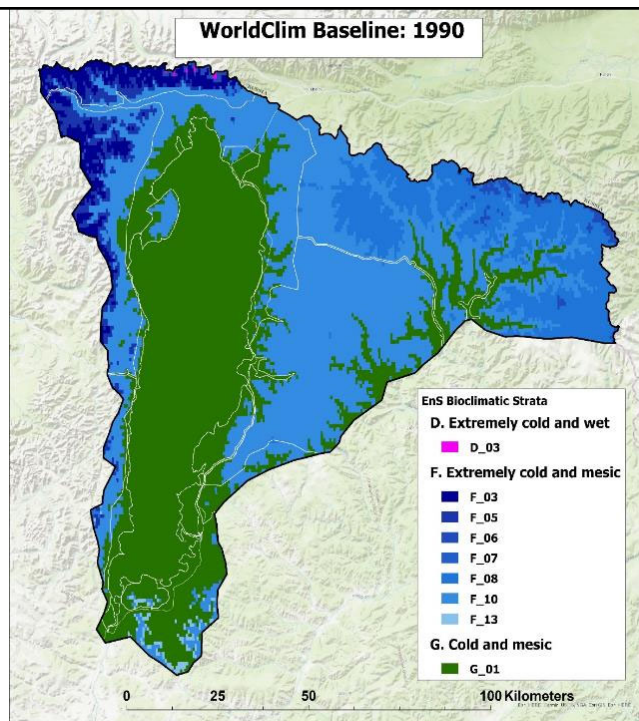 WorldClim Baseline: 1990
EnS Bioclimatic Strata
D. Extremely cold and wet
D_03
F. Extremely cold and mesic
F_03
F_05
F_06
F_07
F_08
F_10
F_13
G. Cold and mesic
G_01
0 25 50 100 Kilometers